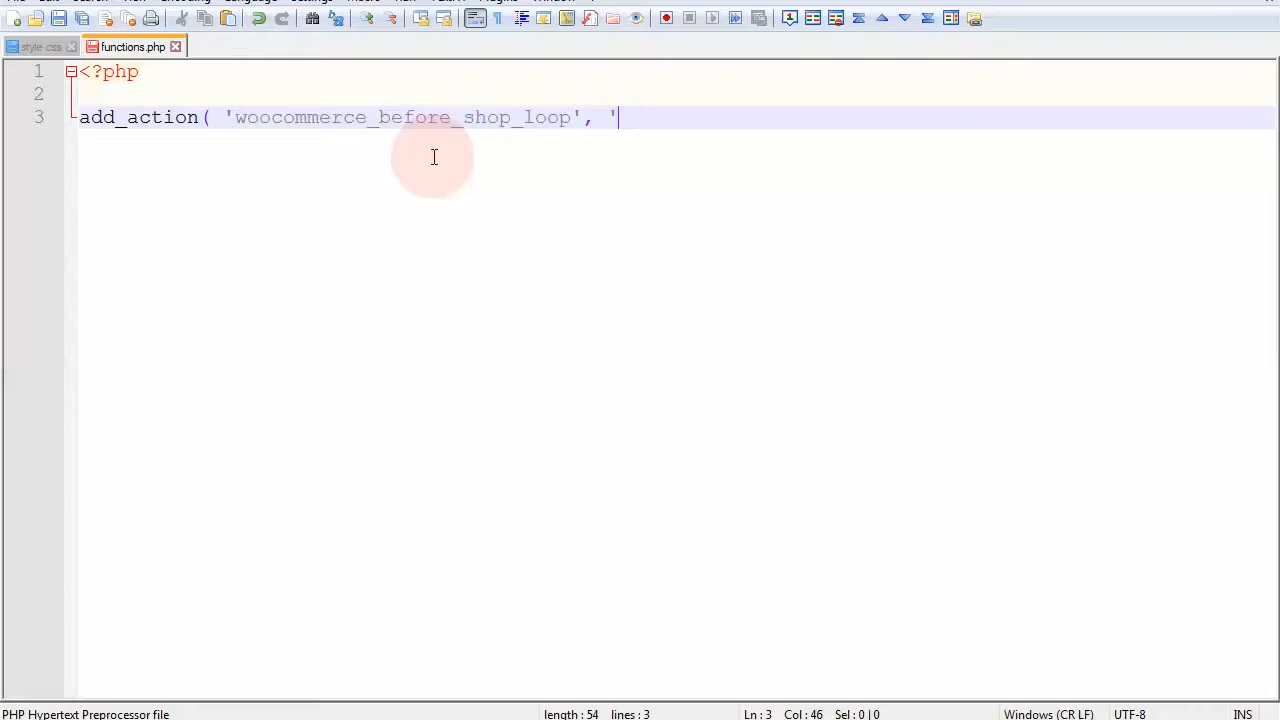 style.css
functions.php
1 <?php
2
3 add_action( 'woocommerce_before_shop_loop', '
PHP Hypertext Preprocessor file
length : 54 lines : 3
Ln : 3 Col : 46 Sel : 0 | 0
Windows (CR LF)
UTF-8
INS